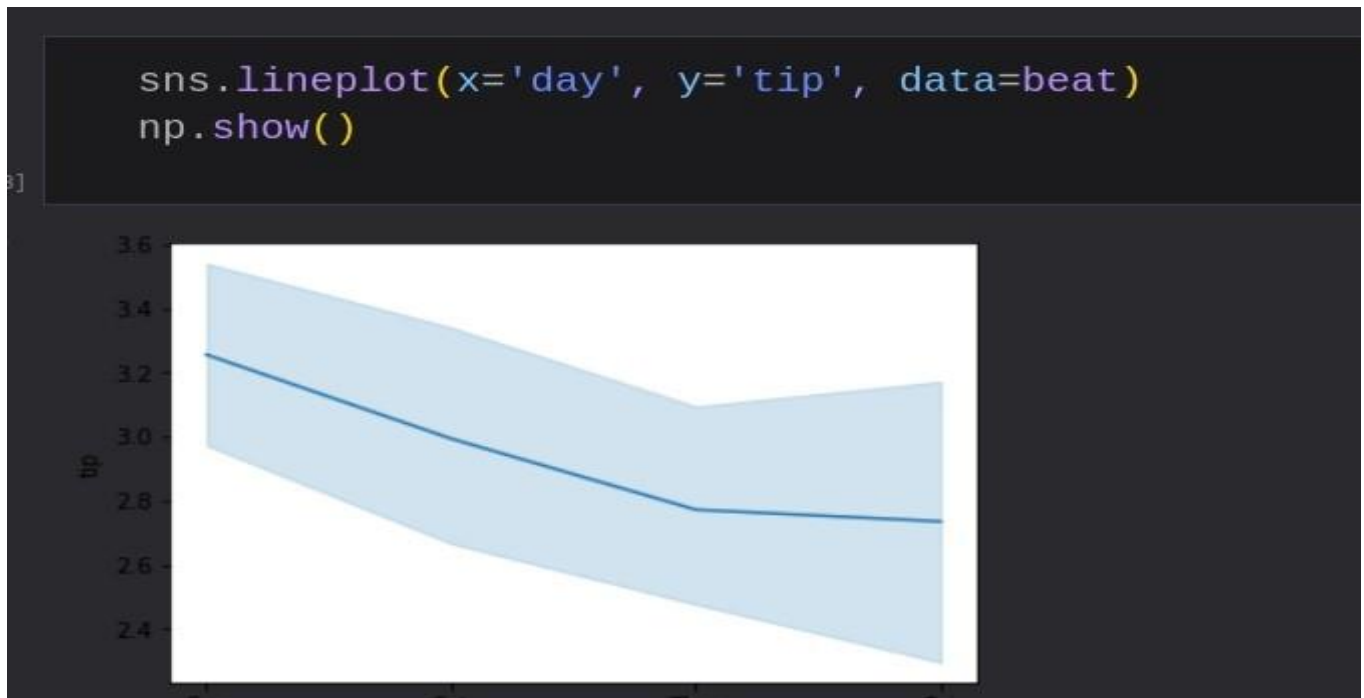 sns.lineplot(x='day', y='tip', data=beat)
np.show()
3]
3.6
3.4
3.2
3.0
tip
2.8
2.6
2.4